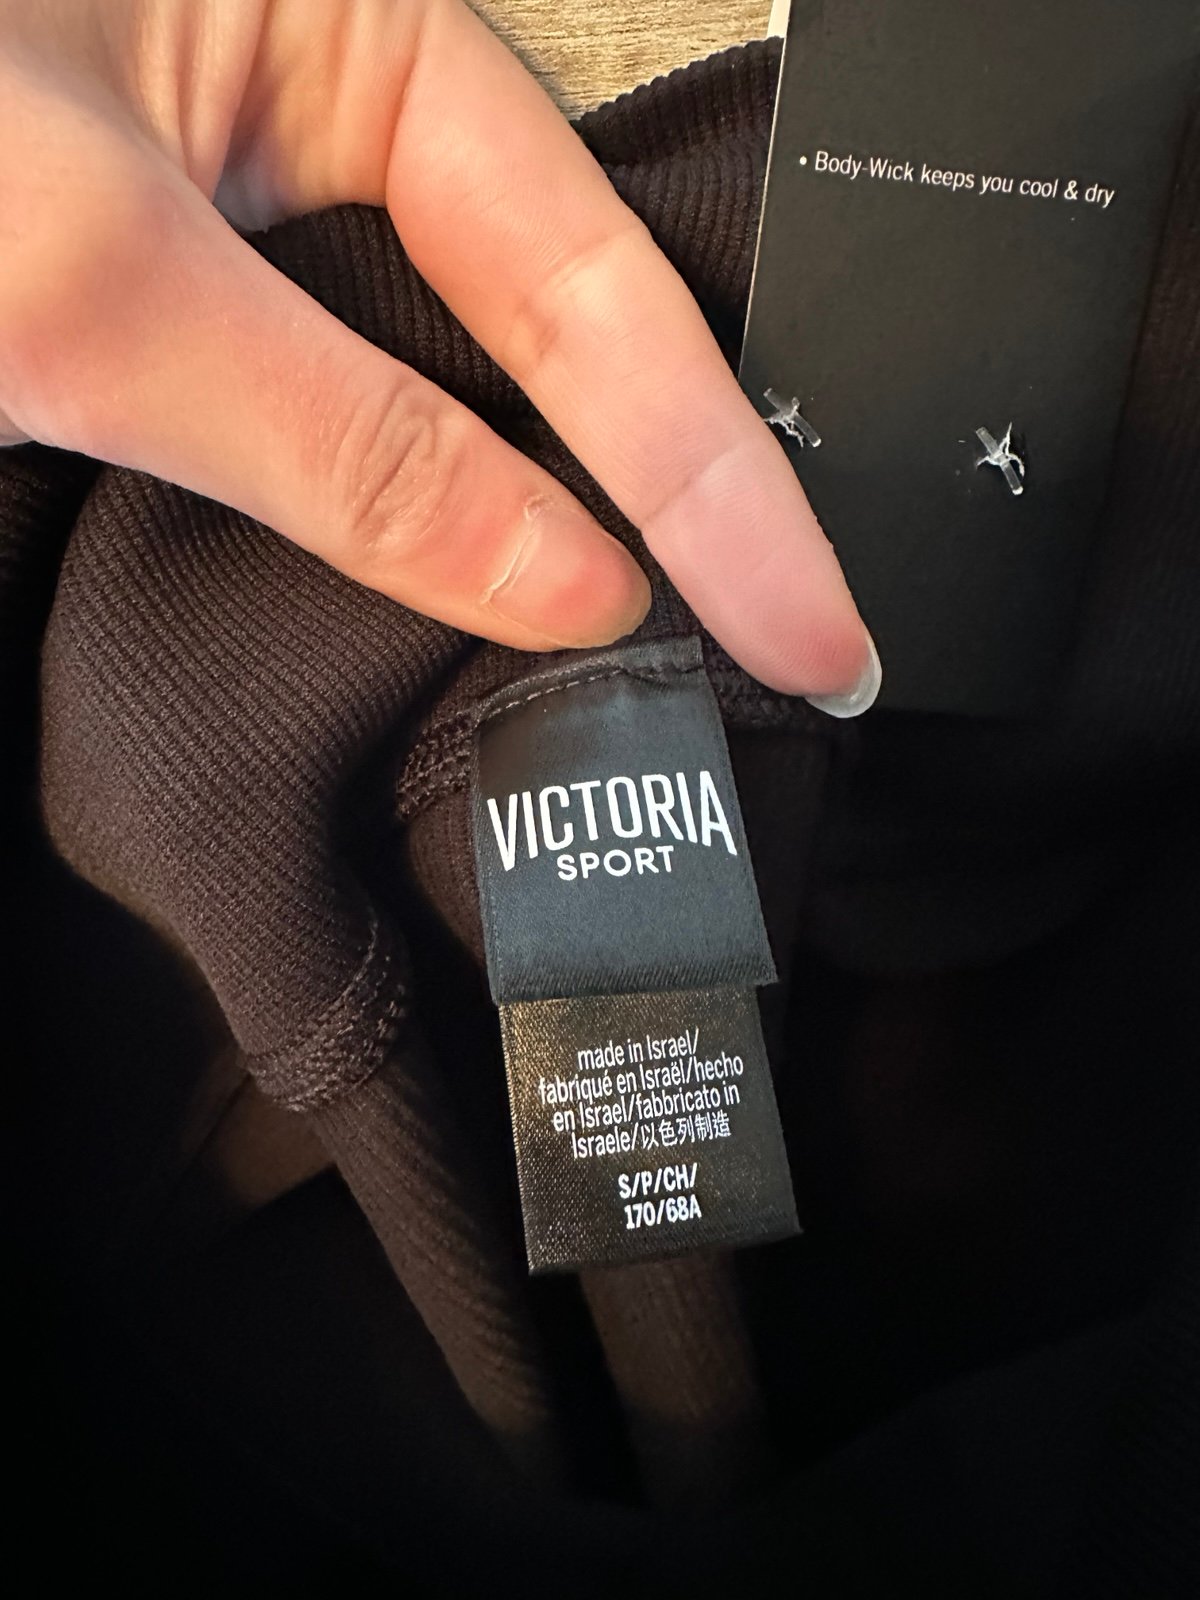 • Body-Wick keeps you cool & dry
VICTORIA
SPORT
made in Israel/
fabriqué en Israël/hecho
en Israel/fabbricato in
Israele/以色列制造
S/P/CH/
170/68A